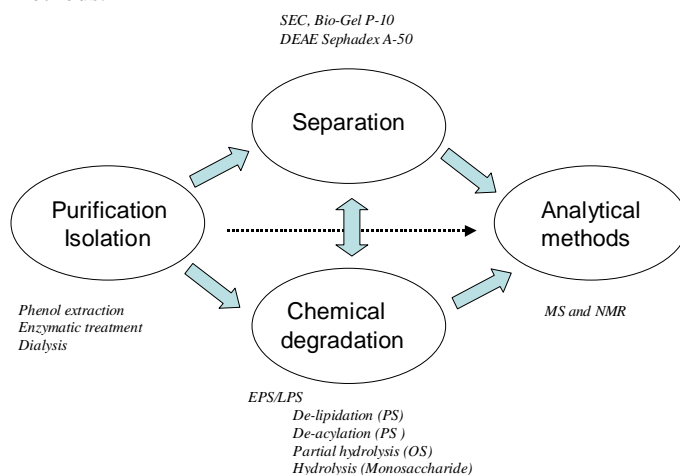 SEC, Bio-Gel P-10
DEAE Sephadex A-50
Separation
Purification
Isolation
Analytical
methods
Phenol extraction
Enzymatic treatment
Dialysis
Chemical
degradation
MS and NMR
EPS/LPS
De-lipidation (PS)
De-acylation (PS )
Partial hydrolysis (OS)
Hydrolysis (Monosaccharide)